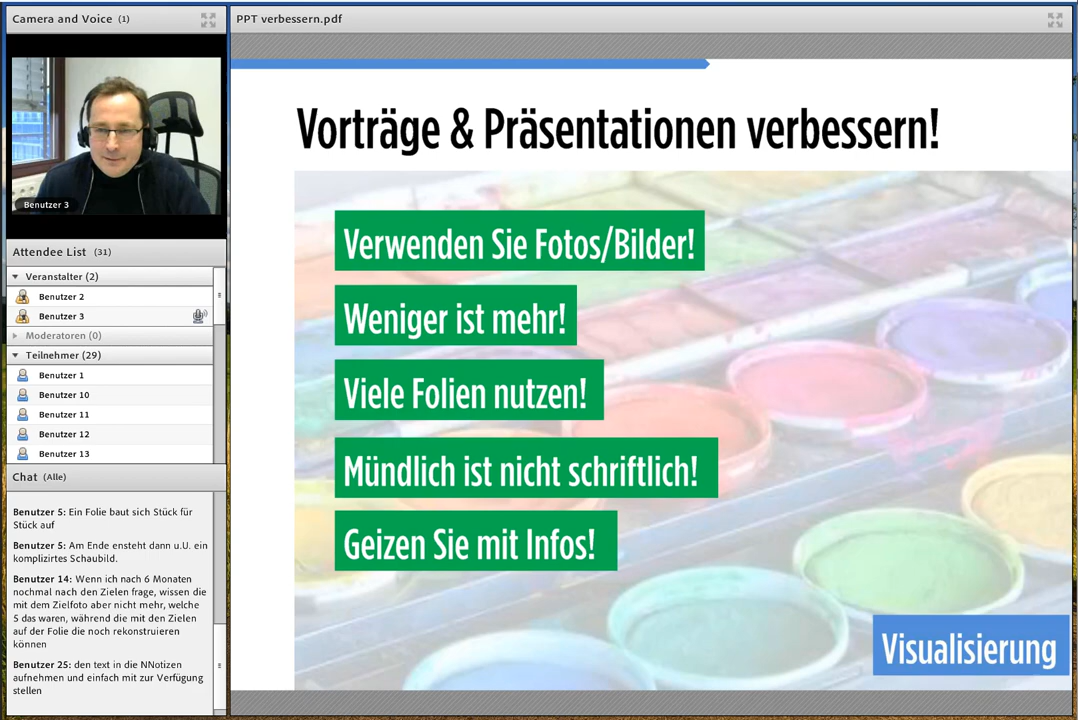 Camera and Voice (1)
Benutzer 3
Attendee List (31)
Veranstalter (2)
Benutzer 2
Benutzer 3
Moderatoren (0)
Teilnehmer (29)
Benutzer 1
Benutzer 10
Benutzer 11
Benutzer 12
Benutzer 13
Chat (Alle)
Benutzer 5: Ein Folie baut sich Stück für
Stück auf
Benutzer 5: Am Ende ensteht dann u.U. ein
komplizirtes Schaubild.
Benutzer 14: Wenn ich nach 6 Monaten
nochmal nach den Zielen frage, wissen die
mit dem Zielfoto aber nicht mehr, welche
5 das waren, während die mit den Zielen
auf der Folie die noch rekonstruieren
können
Benutzer 25: den text in die NNotizen
aufnehmen und einfach mit zur Verfügung
stellen
PPT verbessern.pdf
Vorträge & Präsentationen verbessern!
Verwenden Sie Fotos/Bilder!
Weniger ist mehr!
Viele Folien nutzen!
Mündlich ist nicht schriftlich!
Geizen Sie mit Infos!
Visualisierung